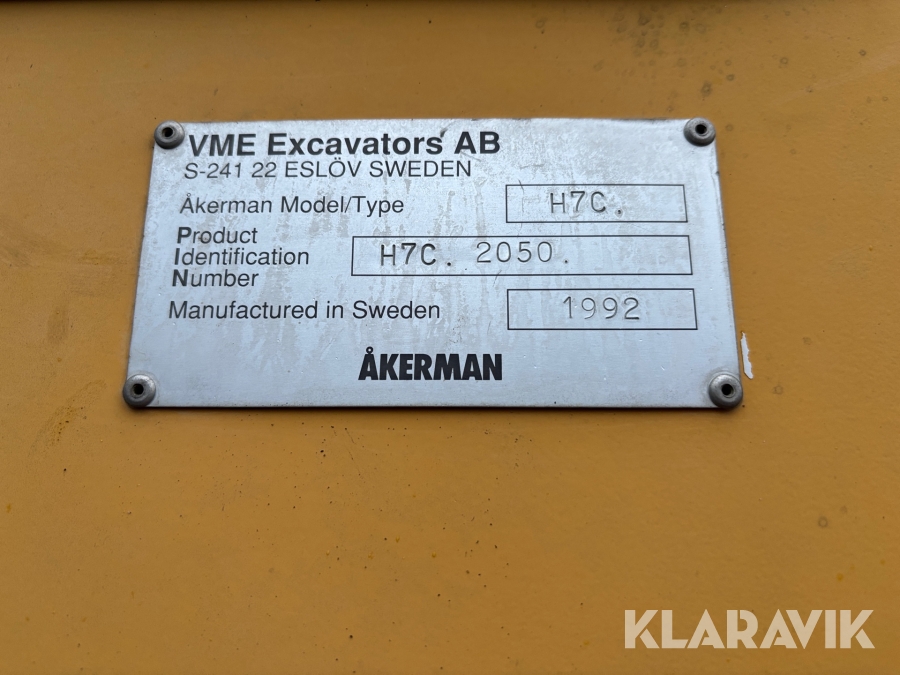 VME Excavators AB
S-241 22 ESLÖV SWEDEN
Åkerman Model/Type H7C.
Product
Identification H7C. 2050.
Number
Manufactured in Sweden 1992
ÅKERMAN
KLARAVIK